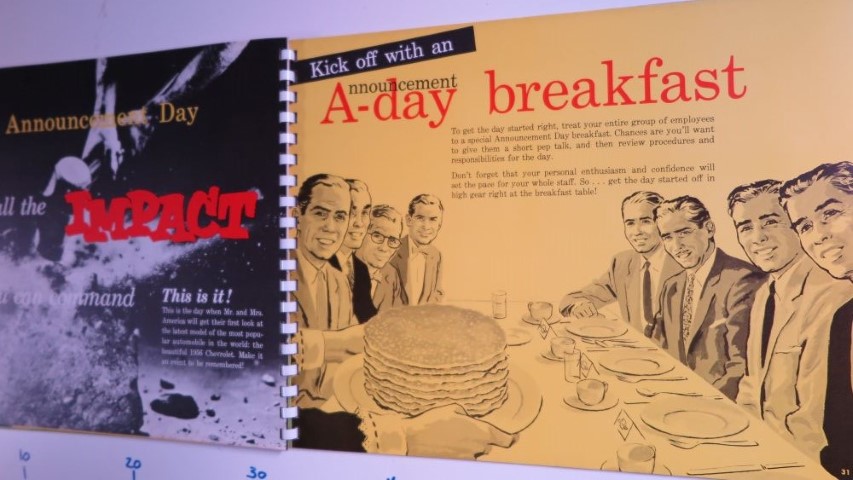 Announcement Day
all the
IMPACT
you can command
This is it!
This is the day when Mr. and Mrs.
America will get their first look at
the latest model of the most popu-
lar automobile in the world: the
beautiful 1956 Chevrolet. Make it
an event to be remembered!
Kick off with an
nnouncement
A-day breakfast
To get the day started right, treat your entire group of employees
to a special Announcement Day breakfast. Chances are you'll want
to give them a short pep talk, and then review procedures and
responsibilities for the day.
Don't forget that your personal enthusiasm and confidence will
set the pace for your whole staff. So . . . get the day started off in
high gear right at the breakfast table!
31
10
20
30